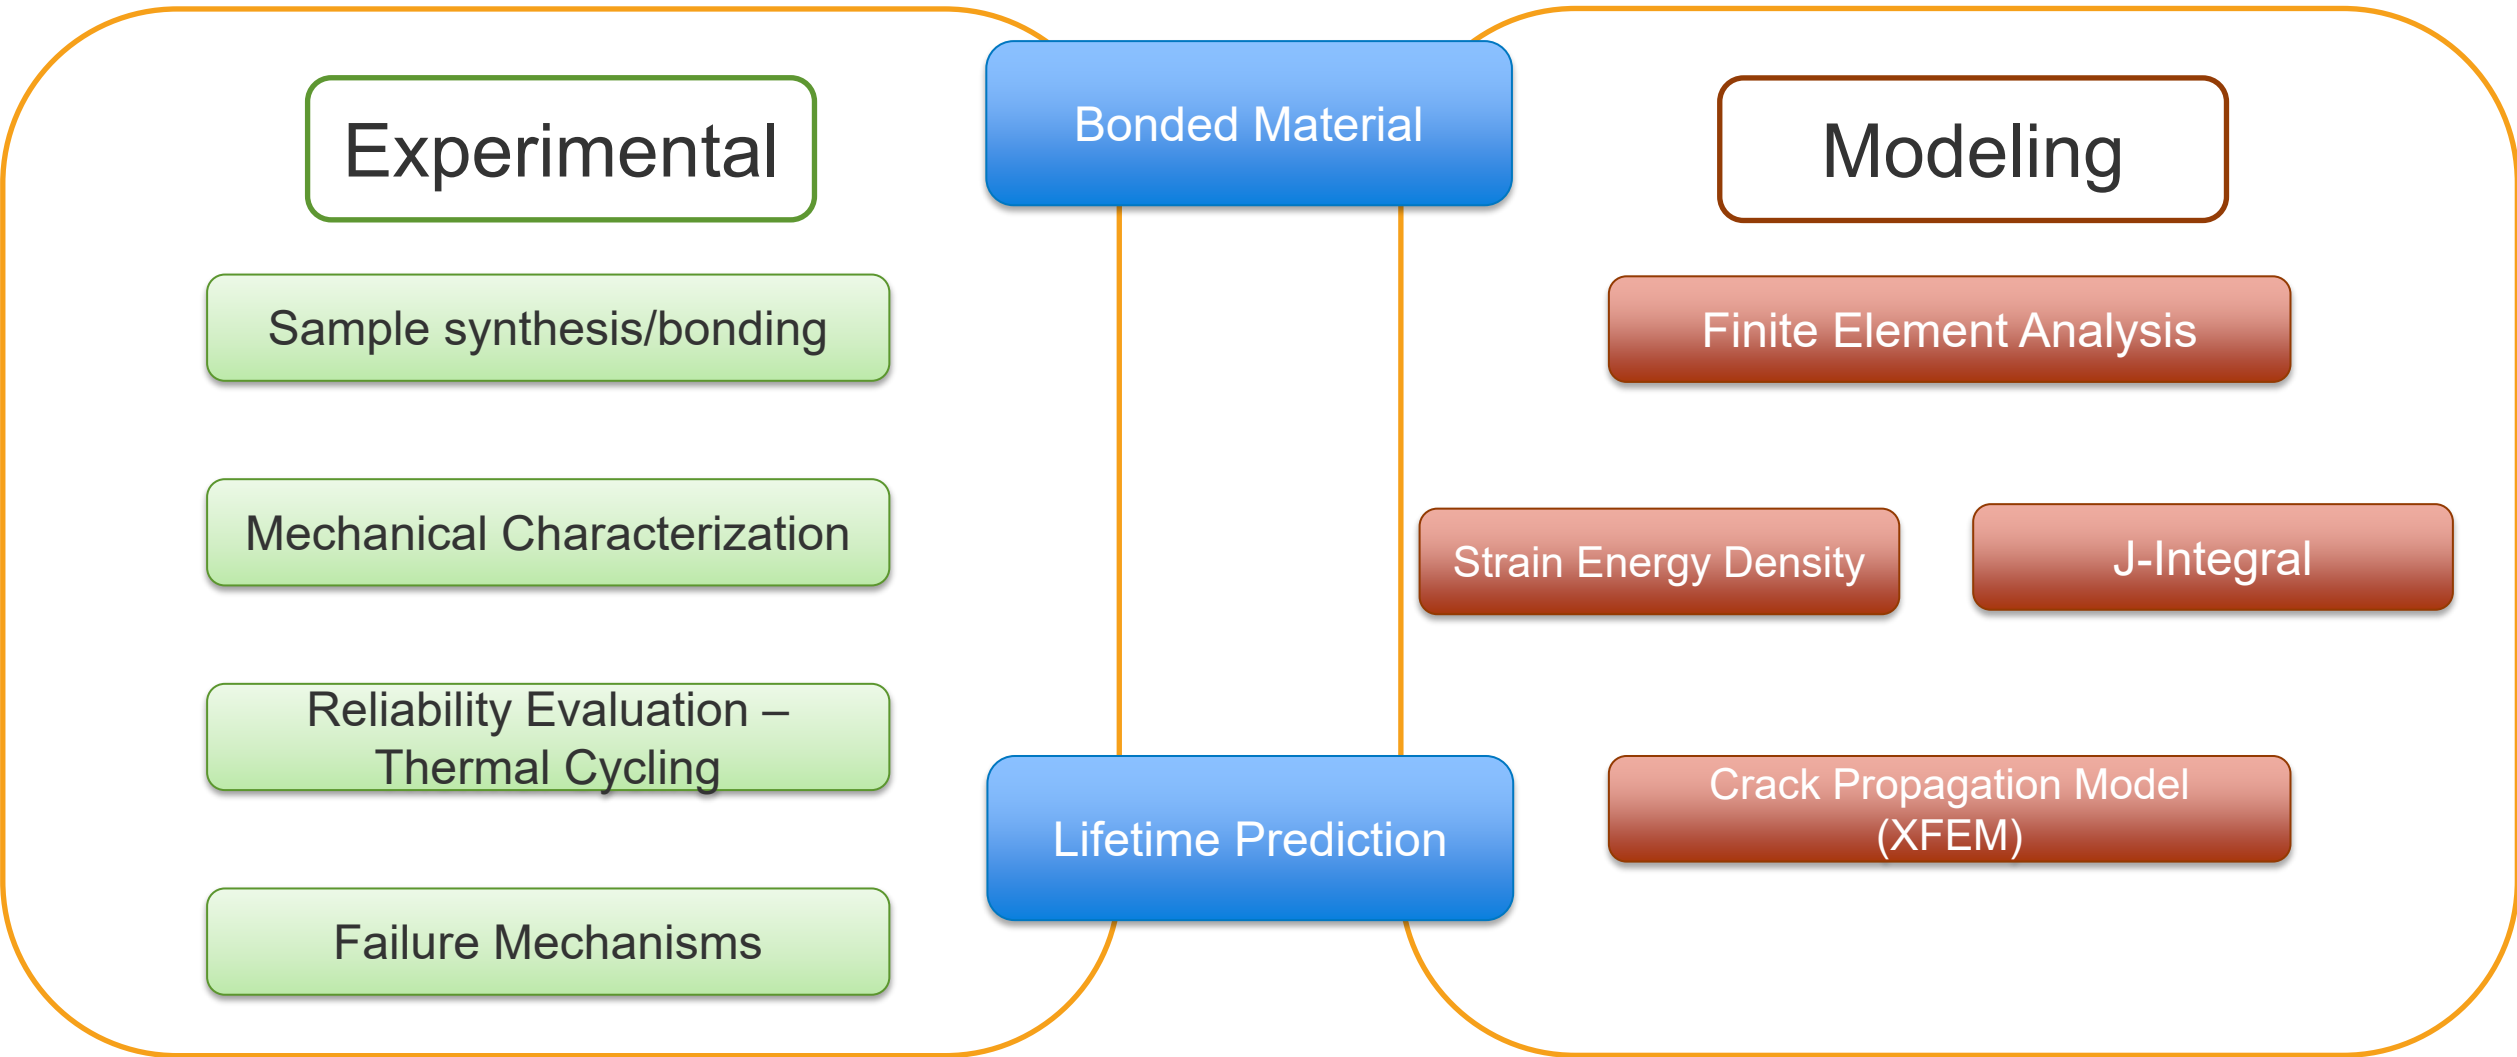 Bonded Material
Experimental
Sample synthesis/bonding
Mechanical Characterization
Reliability Evaluation –
Thermal Cycling
Failure Mechanisms
Modeling
Finite Element Analysis
Strain Energy Density
J-Integral
Crack Propagation Model
(XFEM)
Lifetime Prediction